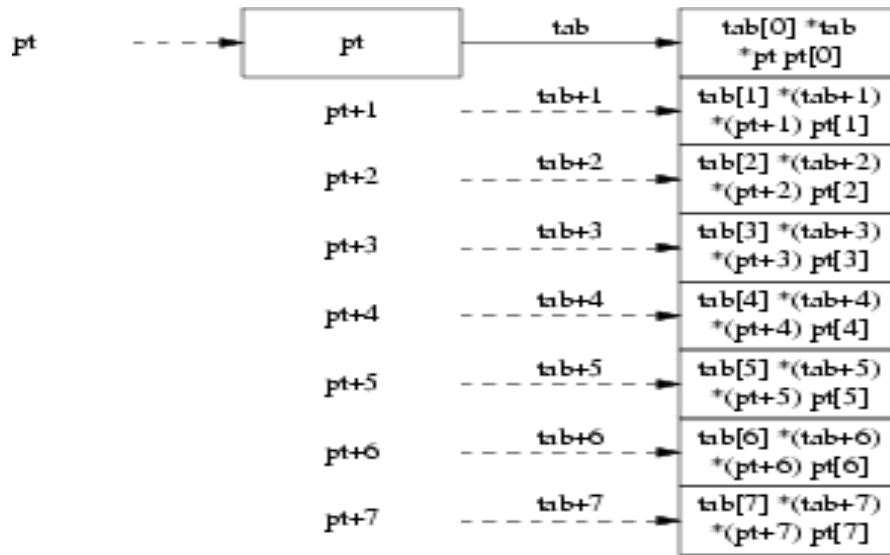 pt pt tab tab[0] *tab
*pt pt[0]
pt+1 tab+1 tab[1] *(tab+1)
*(pt+1) pt[1]
pt+2 tab+2 tab[2] *(tab+2)
*(pt+2) pt[2]
pt+3 tab+3 tab[3] *(tab+3)
*(pt+3) pt[3]
pt+4 tab+4 tab[4] *(tab+4)
*(pt+4) pt[4]
pt+5 tab+5 tab[5] *(tab+5)
*(pt+5) pt[5]
pt+6 tab+6 tab[6] *(tab+6)
*(pt+6) pt[6]
pt+7 tab+7 tab[7] *(tab+7)
*(pt+7) pt[7]